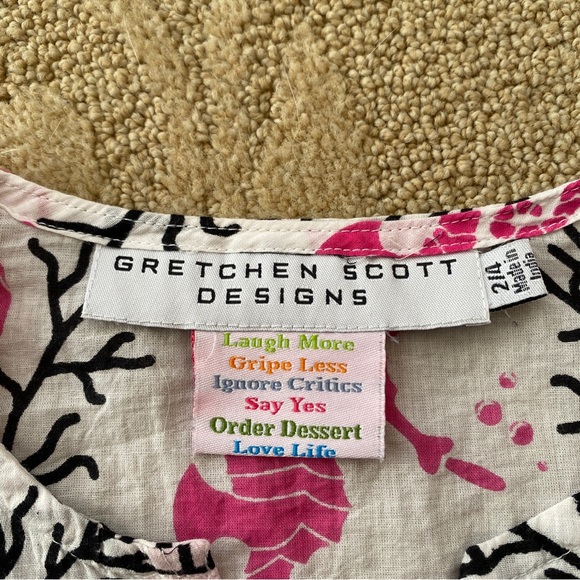 GRETCHEN SCOTT
DESIGNS
2/4
Made in
India
Laugh More
Gripe Less
Ignore Critics
Say Yes
Order Dessert
Love Life